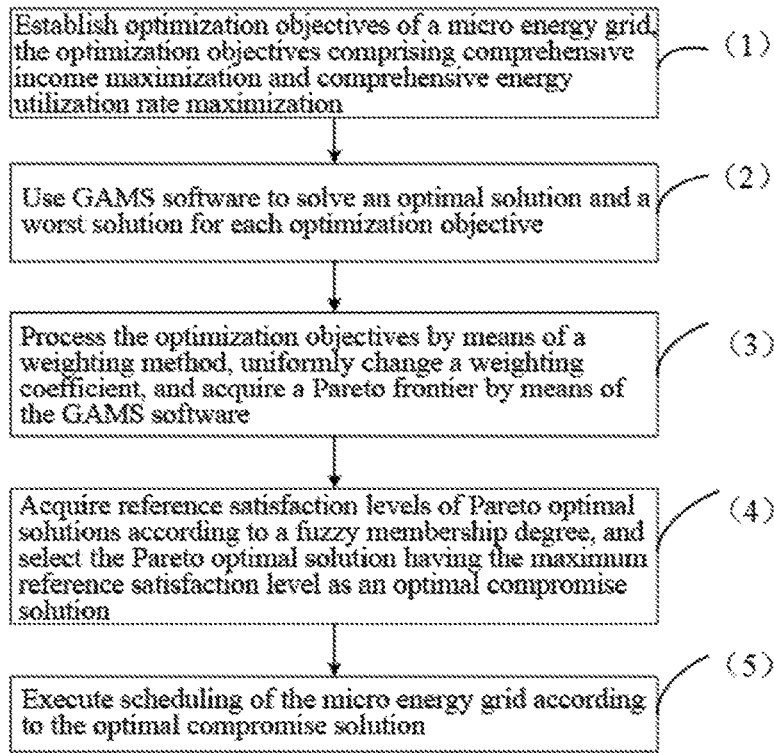 Establish optimization objectives of a micro energy grid,
the optimization objectives comprising comprehensive
income maximization and comprehensive energy
utilization rate maximization
(1)
Use GAMS software to solve an optimal solution and a
worst solution for each optimization objective
(2)
Process the optimization objectives by means of a
weighting method, uniformly change a weighting
coefficient, and acquire a Pareto frontier by means of
the GAMS software
(3)
Acquire reference satisfaction levels of Pareto optimal
solutions according to a fuzzy membership degree, and
select the Pareto optimal solution having the maximum
reference satisfaction level as an optimal compromise
solution
(4)
Execute scheduling of the micro energy grid according
to the optimal compromise solution
(5)